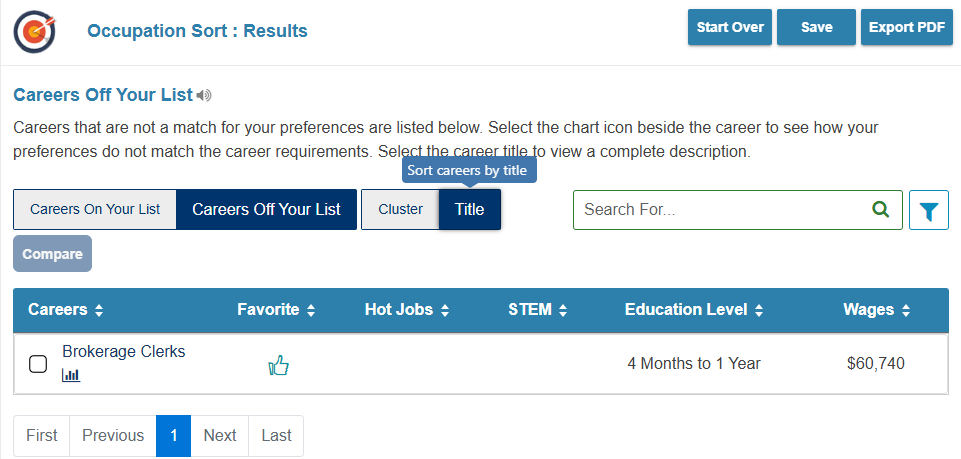 Occupation Sort : Results
Start Over
Save
Export PDF
Careers Off Your List
Careers that are not a match for your preferences are listed below. Select the chart icon beside the career to see how your
preferences do not match the career requirements. Select the career title to view a complete description.
Sort careers by title
Careers On Your List
Careers Off Your List
Cluster
Title
Search For...
Compare
Careers Favorite Hot Jobs STEM Education Level Wages
Brokerage Clerks 4 Months to 1 Year $60,740
First Previous 1 Next Last